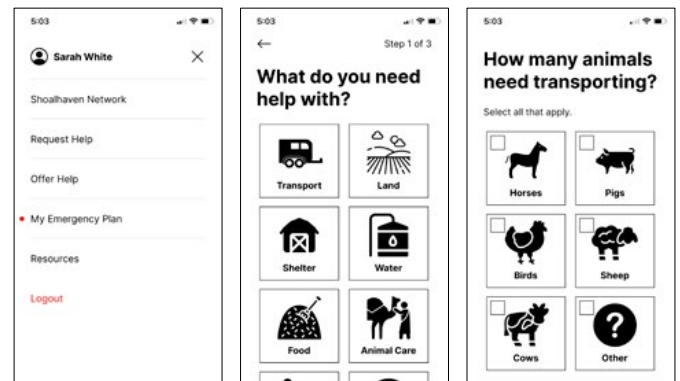 5:03
Sarah White
Shoalhaven Network
Request Help
Offer Help
My Emergency Plan
Resources
Logout
5:03
Step 1 of 3
What do you need
help with?
Transport
Land
Shelter
Water
Food
Animal Care
5:03
How many animals
need transporting?
Select all that apply.
Horses
Pigs
Birds
Sheep
Cows
?
Other